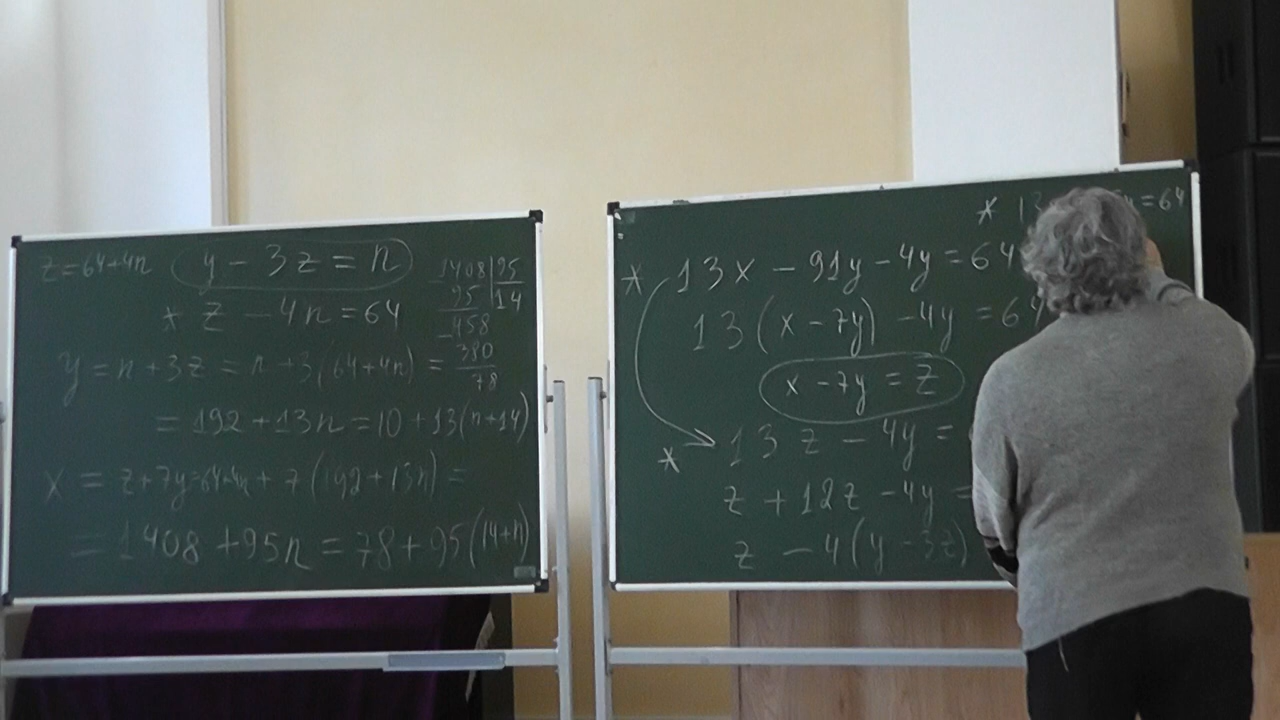 z=64+4n
y - 3z = n
* z - 4n = 64
y = n + 3z = n + 3(64+4n) =
= 192 + 13n = 10 + 13(n+14)
x = z+7y=64+4n + 7(192+13n) =
= 1408 + 95n = 78 + 95(14+n)
1408|95
95 |14
-458
380
78
* 13 y=64
* 13x - 91y - 4y = 64
13(x - 7y) - 4y = 64
x - 7y = z
* 13z - 4y =
z + 12z - 4y =
z - 4(y - 3z)